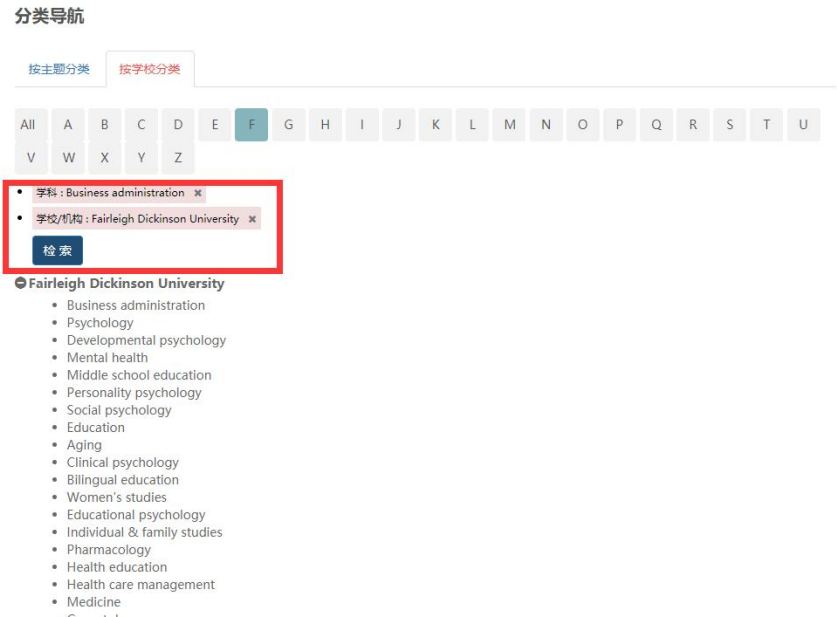 分类导航
按主题分类 按学校分类
All A B C D E F G H I J K L M N O P Q R S T U
V W X Y Z
学科 : Business administration ✖
学校/机构 : Fairleigh Dickinson University ✖
检 索
Fairleigh Dickinson University
Business administration
Psychology
Developmental psychology
Mental health
Middle school education
Personality psychology
Social psychology
Education
Aging
Clinical psychology
Bilingual education
Women's studies
Educational psychology
Individual & family studies
Pharmacology
Health education
Health care management
Medicine